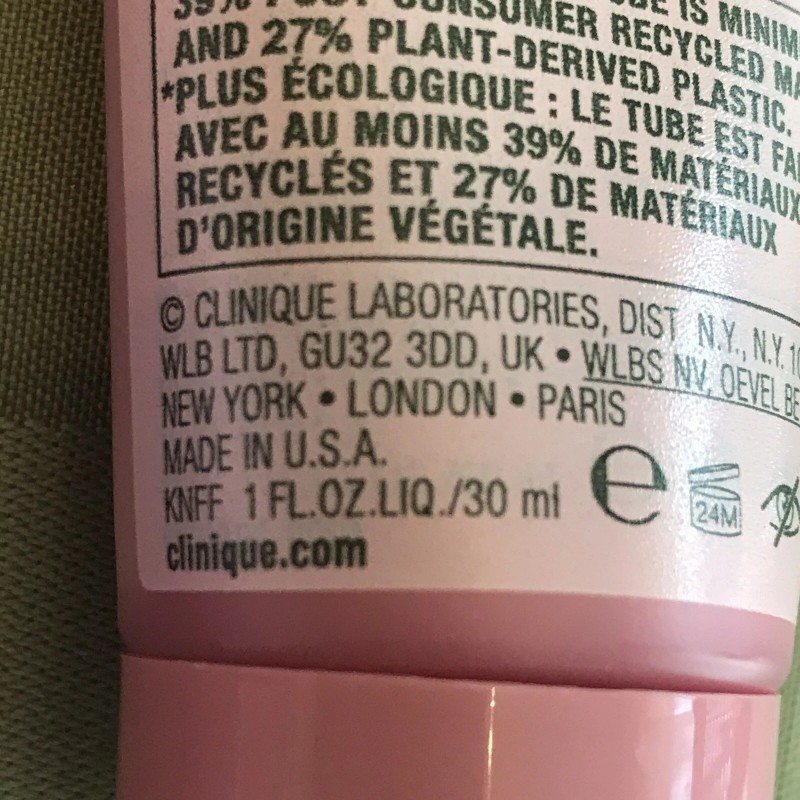 CONSUMER RECYCLED
AND 27% PLANT-DERIVED PLASTIC.
*PLUS ÉCOLOGIQUE : LE TUBE EST
AVEC AU MOINS 39% DE MATÉRIAUX
RECYCLÉS ET 27% DE MATÉRIAUX
D'ORIGINE VÉGÉTALE.
© CLINIQUE LABORATORIES, DIST N.Y., N.Y.
WLB LTD, GU32 3DD, UK • WLBS NV, OEVEL
NEW YORK • LONDON • PARIS
MADE IN U.S.A.
KNFF 1 FL.OZ.LIQ./30 ml e 24M
clinique.com